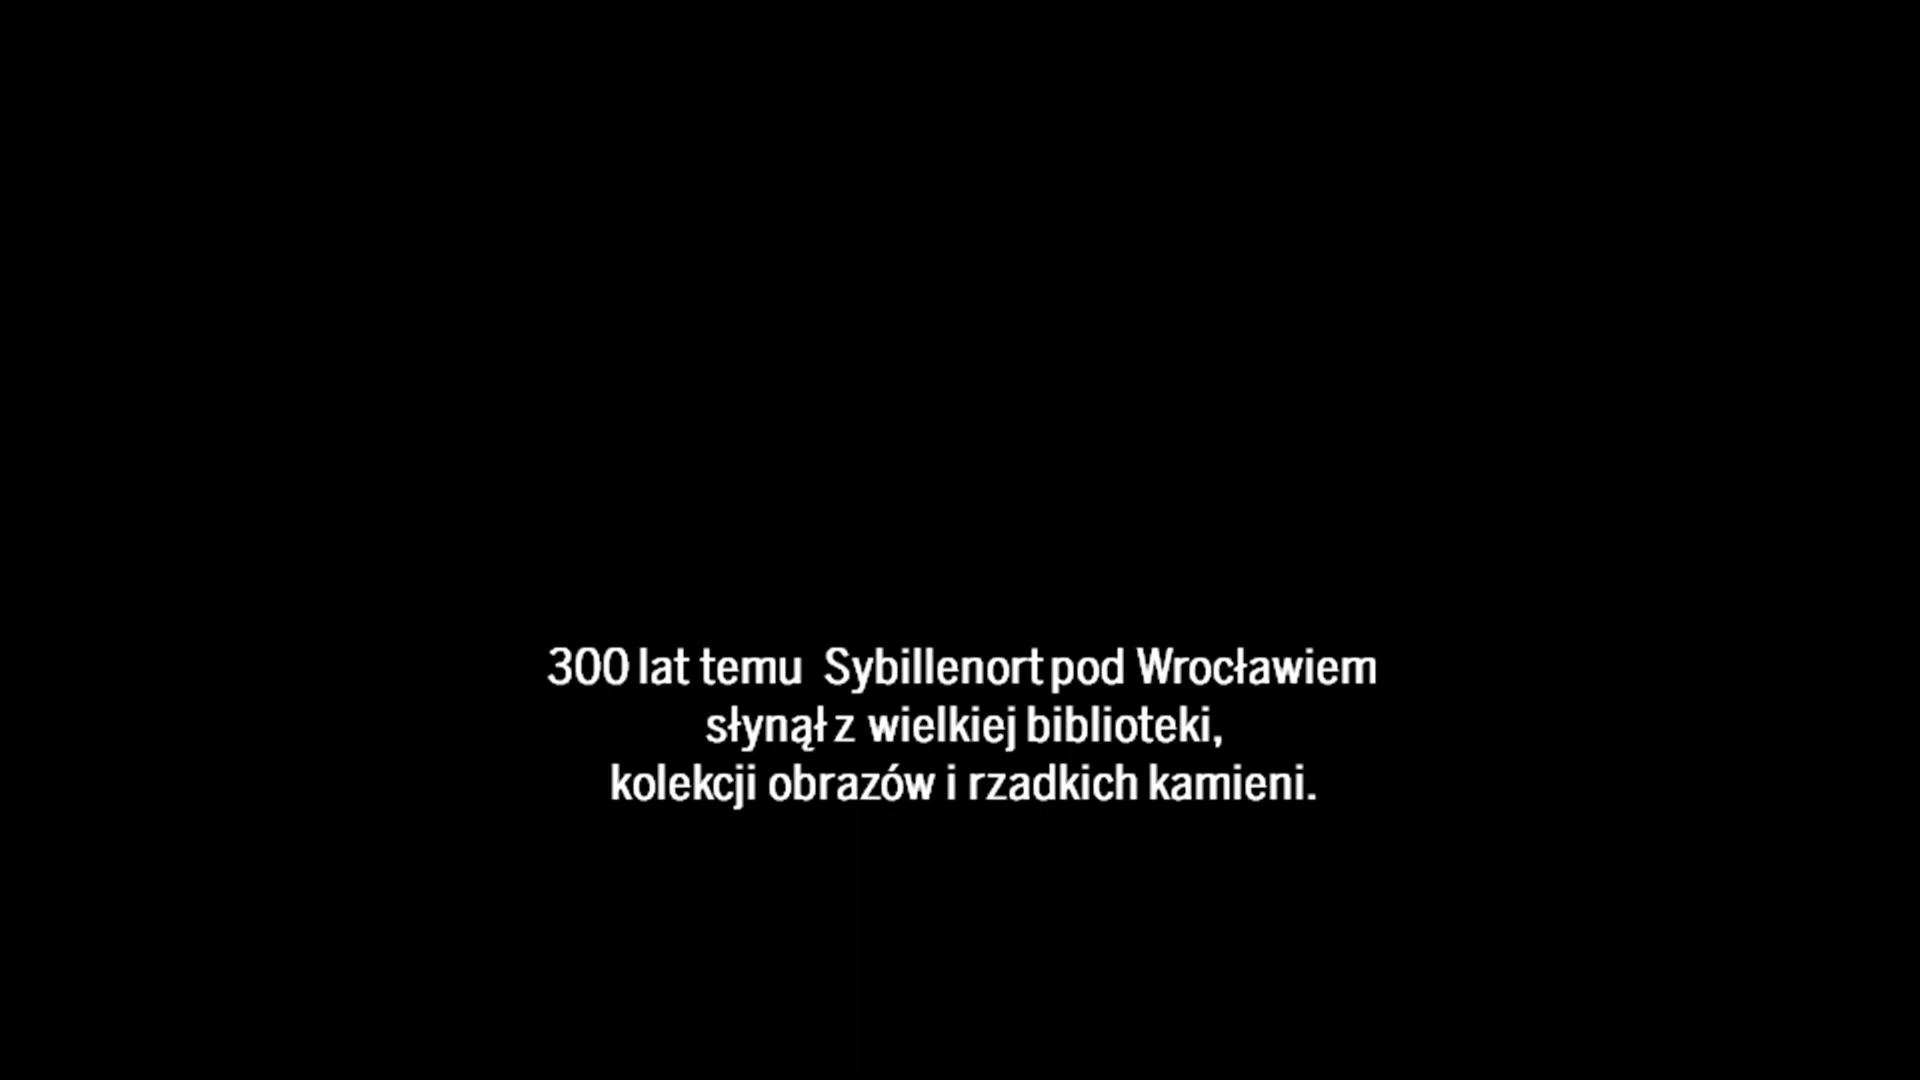 300 lat temu Sybillenort pod Wrocławiem
słynął z wielkiej biblioteki,
kolekcji obrazów i rzadkich kamieni.